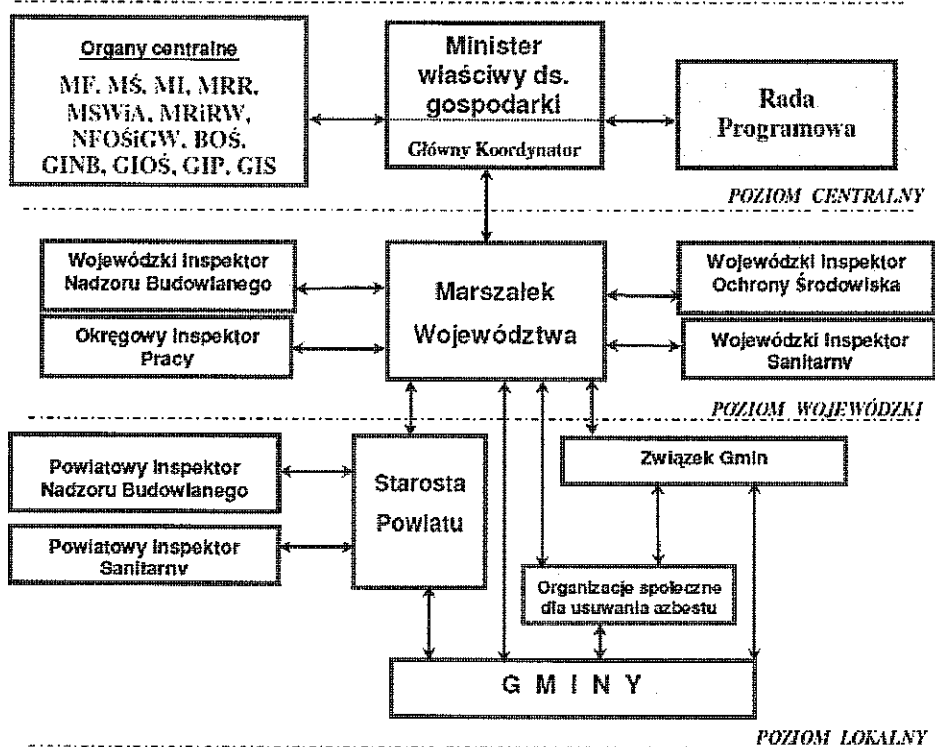 Organy centralne
MF, MŚ, MI, MRR,
MSWiA, MRiRW,
NFOŚiGW, BOŚ,
GINB, GIOŚ, GIP, GIS
Minister
właściwy ds.
gospodarki
Główny Koordynator
Rada
Programowa
POZIOM CENTRALNY
Wojewódzki Inspektor
Nadzoru Budowlanego
Okręgowy Inspektor
Pracy
Marszałek
Województwa
Wojewódzki Inspektor
Ochrony Środowiska
Wojewódzki Inspektor
Sanitarny
POZIOM WOJEWÓDZKI
Powiatowy Inspektor
Nadzoru Budowlanego
Powiatowy Inspektor
Sanitarny
Starosta
Powiatu
Związek Gmin
Organizacje społeczne
dla usuwania azbestu
G M I N Y
POZIOM LOKALNY